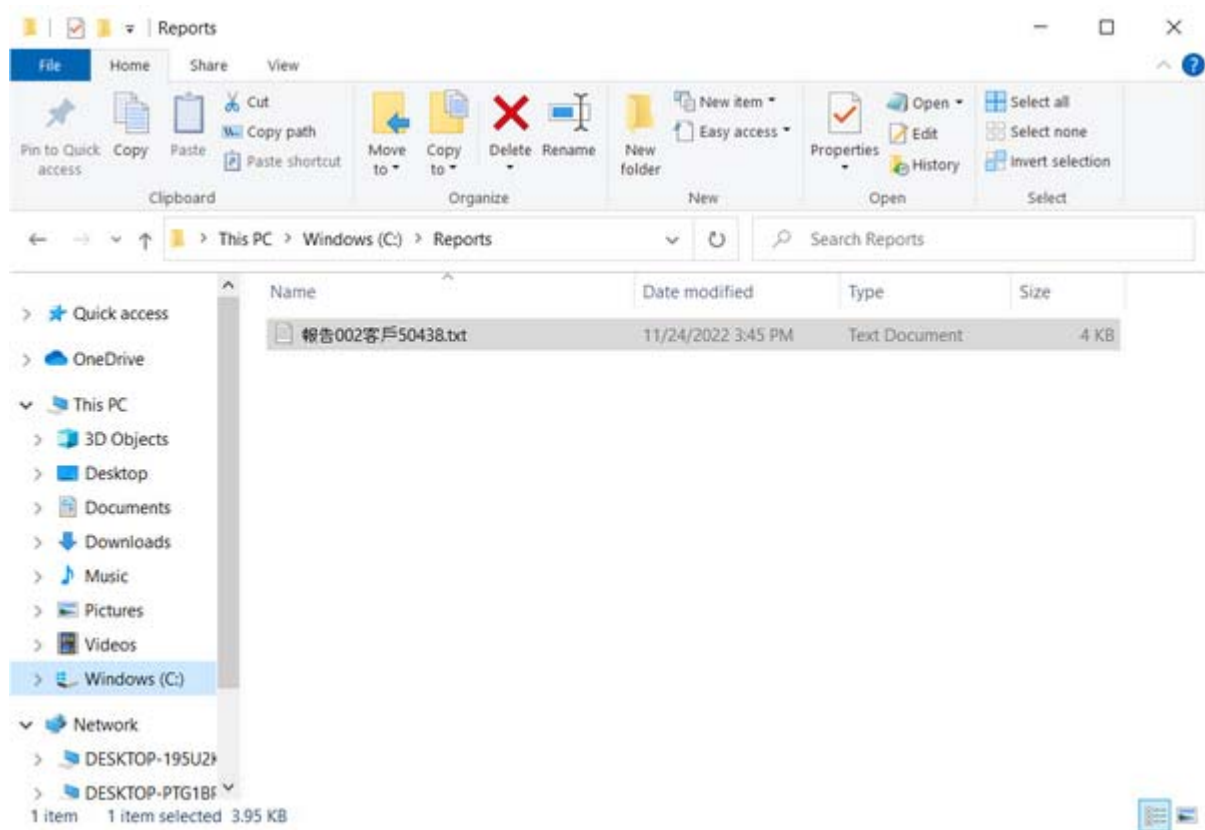 Reports
File Home Share View
Pin to Quick access
Copy
Paste
Cut
Copy path
Paste shortcut
Clipboard
Move to
Copy to
Delete
Rename
Organize
New folder
New item
Easy access
New
Properties
Open
Edit
History
Open
Select all
Select none
Invert selection
Select
This PC > Windows (C:) > Reports
Search Reports
Name Date modified Type Size
報告002客戶50438.txt 11/24/2022 3:45 PM Text Document 4 KB
Quick access
OneDrive
This PC
3D Objects
Desktop
Documents
Downloads
Music
Pictures
Videos
Windows (C:)
Network
DESKTOP-195U2
DESKTOP-PTG1B
1 item 1 item selected 3.95 KB